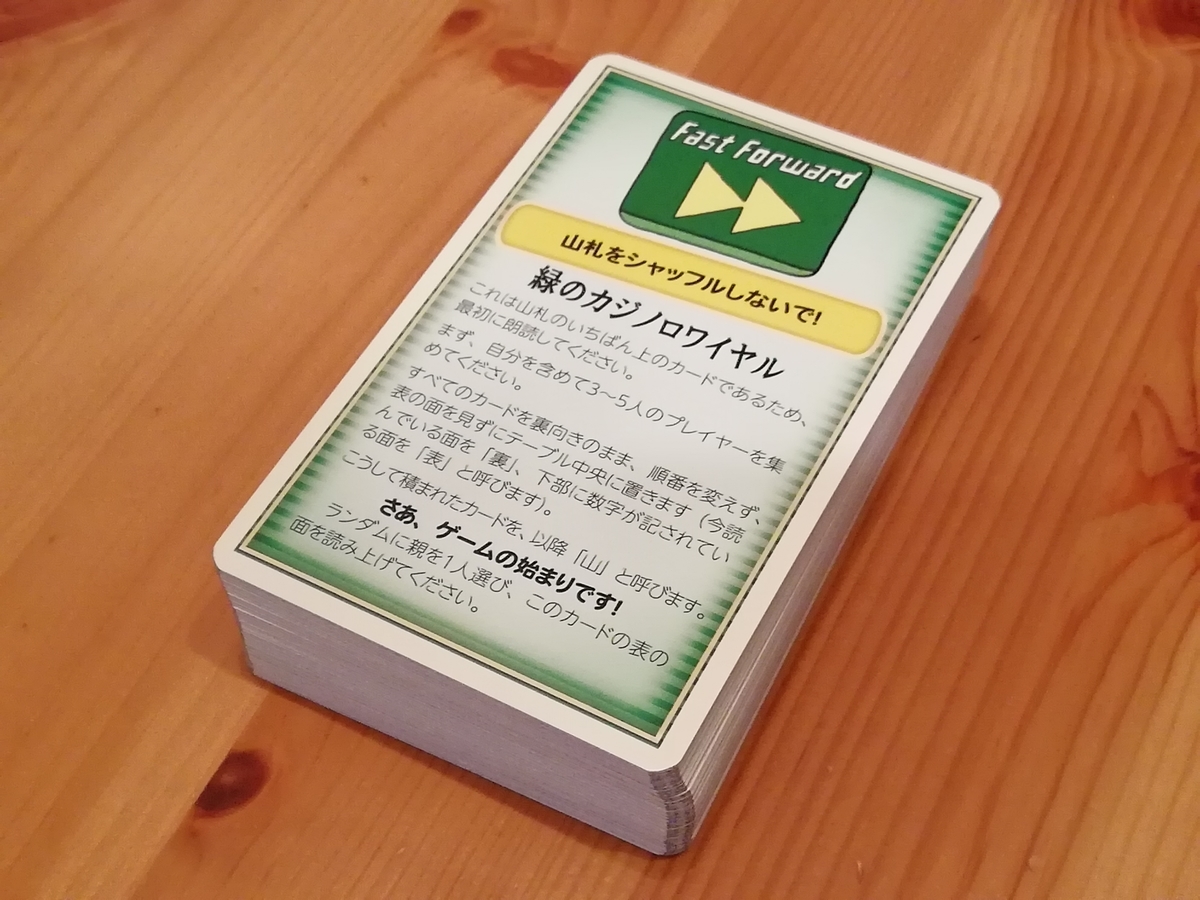 Fast Forward
山札をシャッフルしないで!
緑のカジノロワイヤル
これは山札のいちばん上のカードであるため、
最初に朗読してください。
まず、自分を含めて3～5人のプレイヤーを集
めてください。
すべてのカードを裏向きのまま、順番を変えず、
表の面を見ずにテーブル中央に置きます（今読
んでいる面を「裏」、下部に数字が記されてい
る面を「表」と呼びます）。
こうして積まれたカードを、以降「山」と呼びます。
さあ、ゲームの始まりです!
ランダムに親を1人選び、このカードの表の
面を読み上げてください。